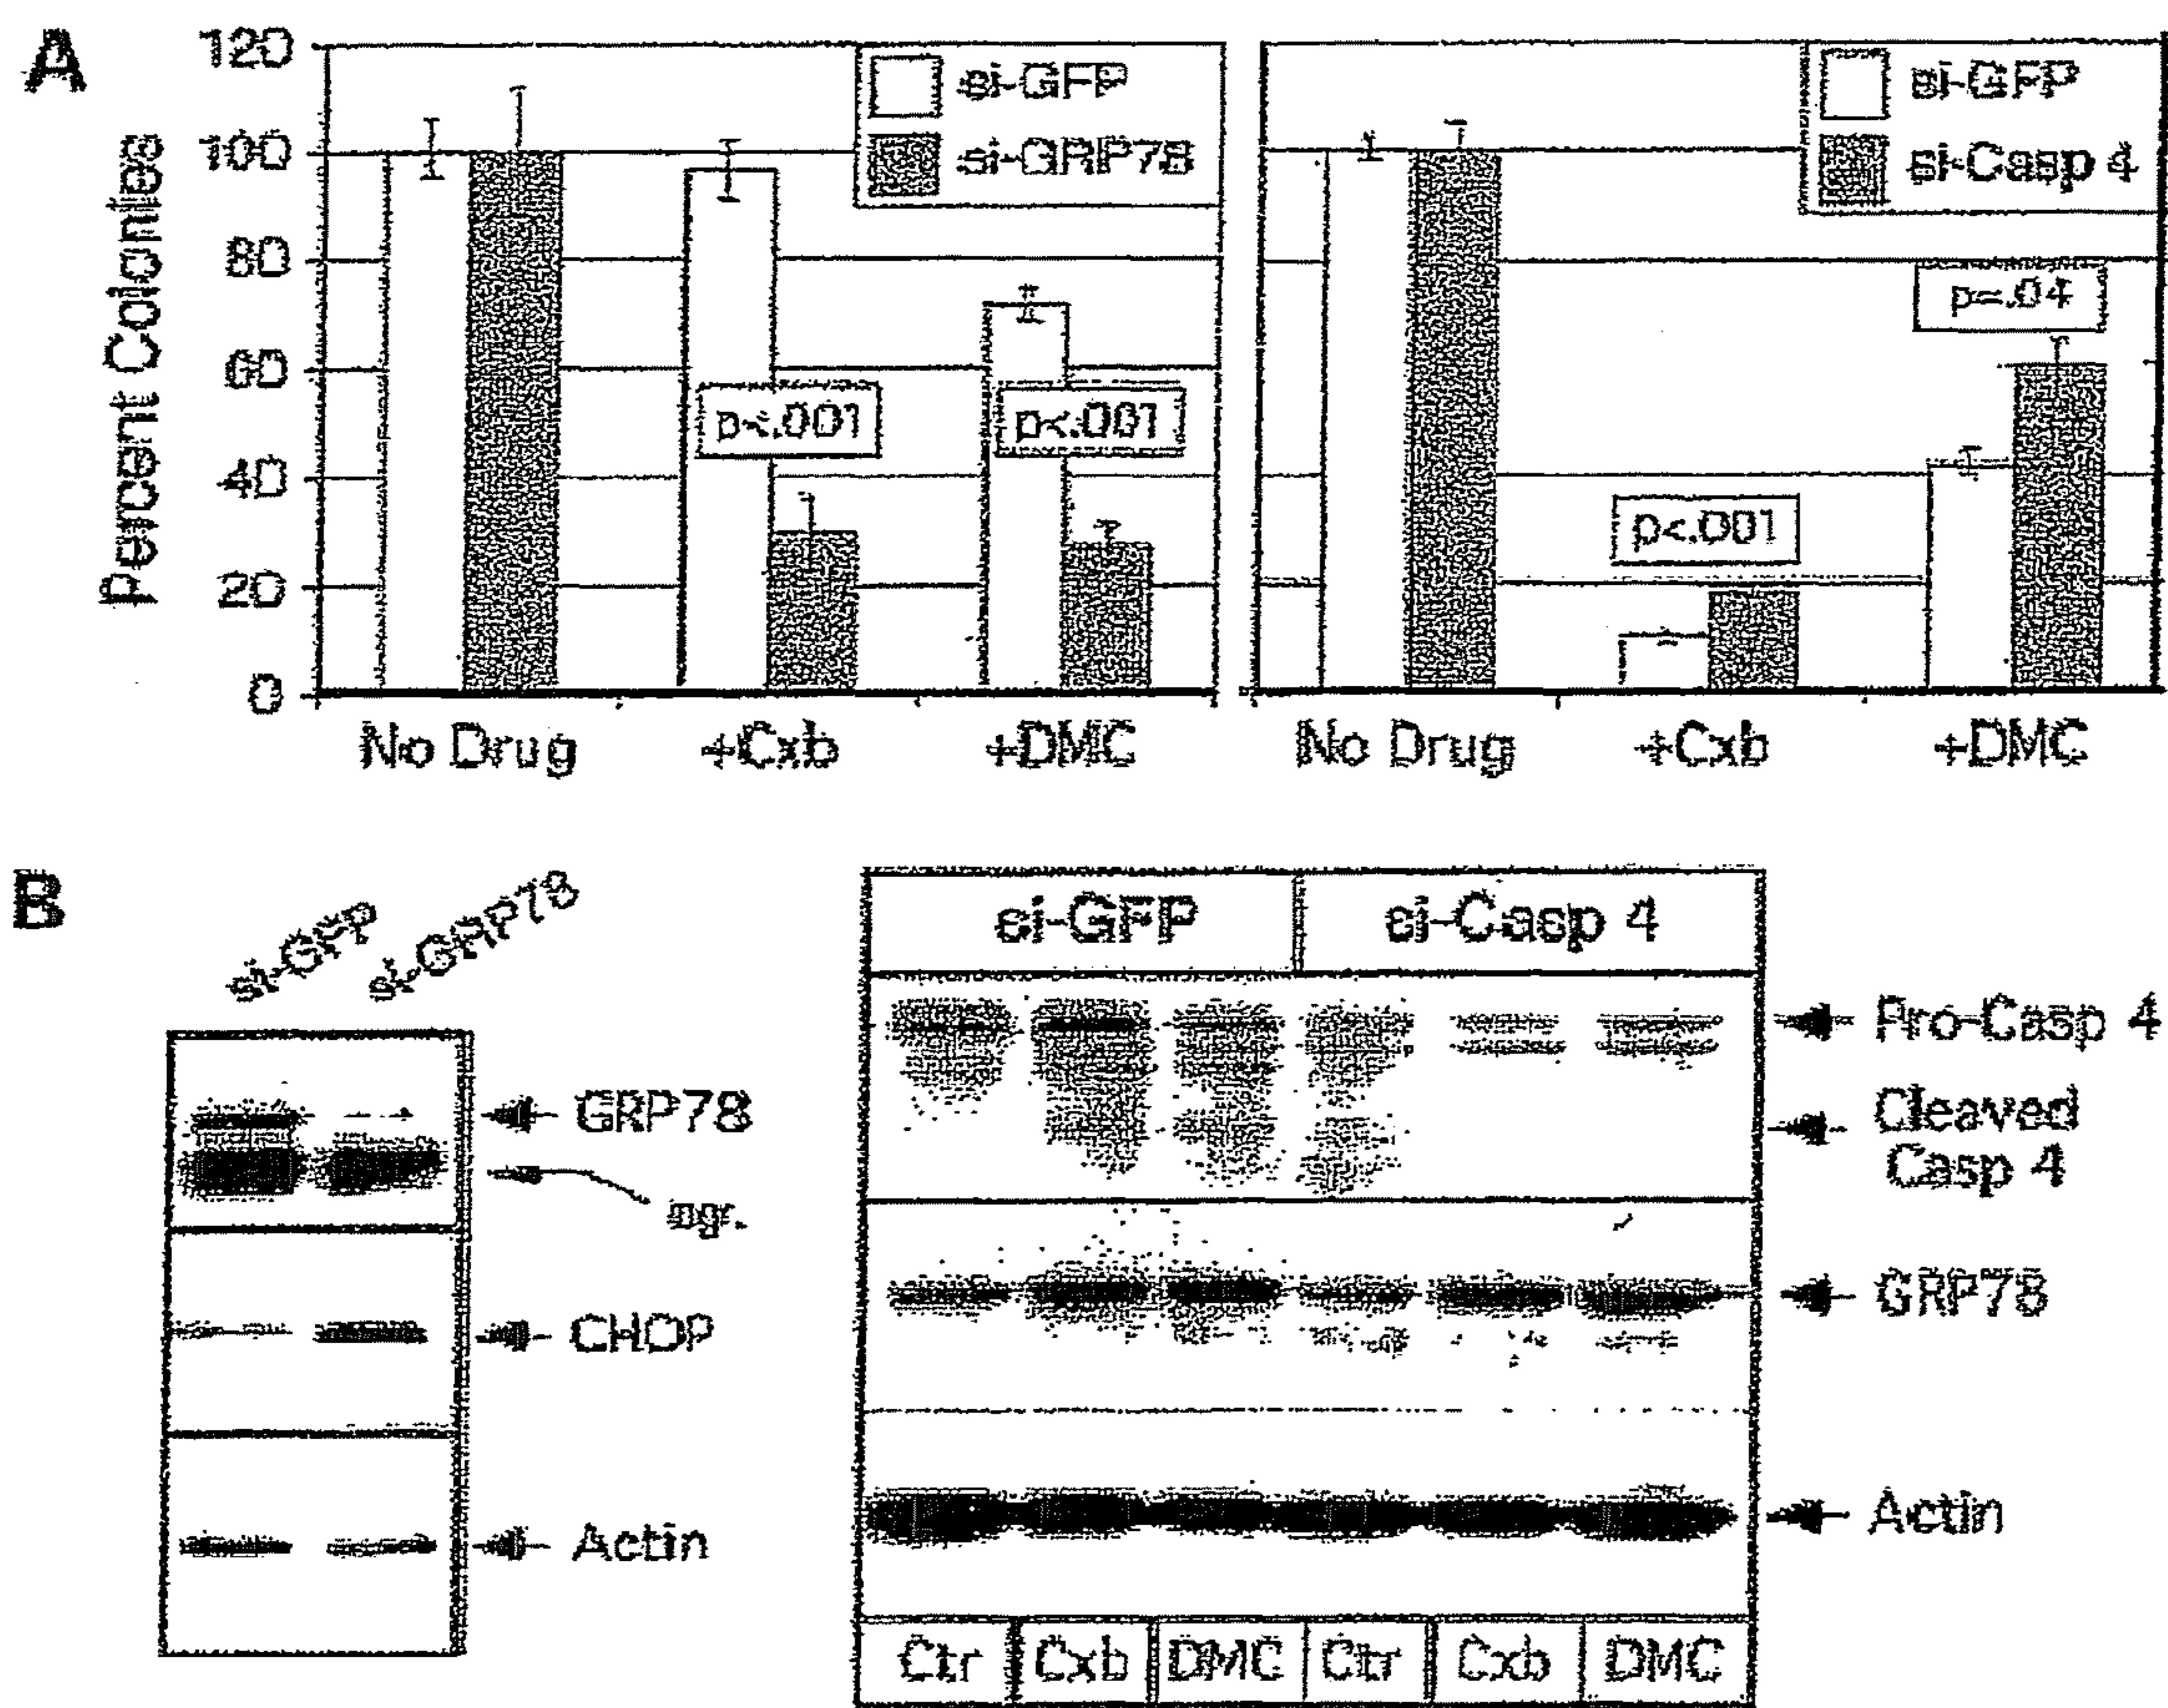 A
Percent Colonies
120
100
80
60
40
20
0
si-GFP
si-GRP78
p<.001
p<.001
No Drug
+Cxb
+DMC
si-GFP
si-Casp 4
p<.001
p=.04
No Drug
+Cxb
+DMC
B
si-GFP
si-GRP78
GRP78
CHOP
Actin
si-GFP
si-Casp 4
Pro-Casp 4
Cleaved
Casp 4
GRP78
Actin
Ctr
Cxb
DMC
Ctr
Cxb
DMC